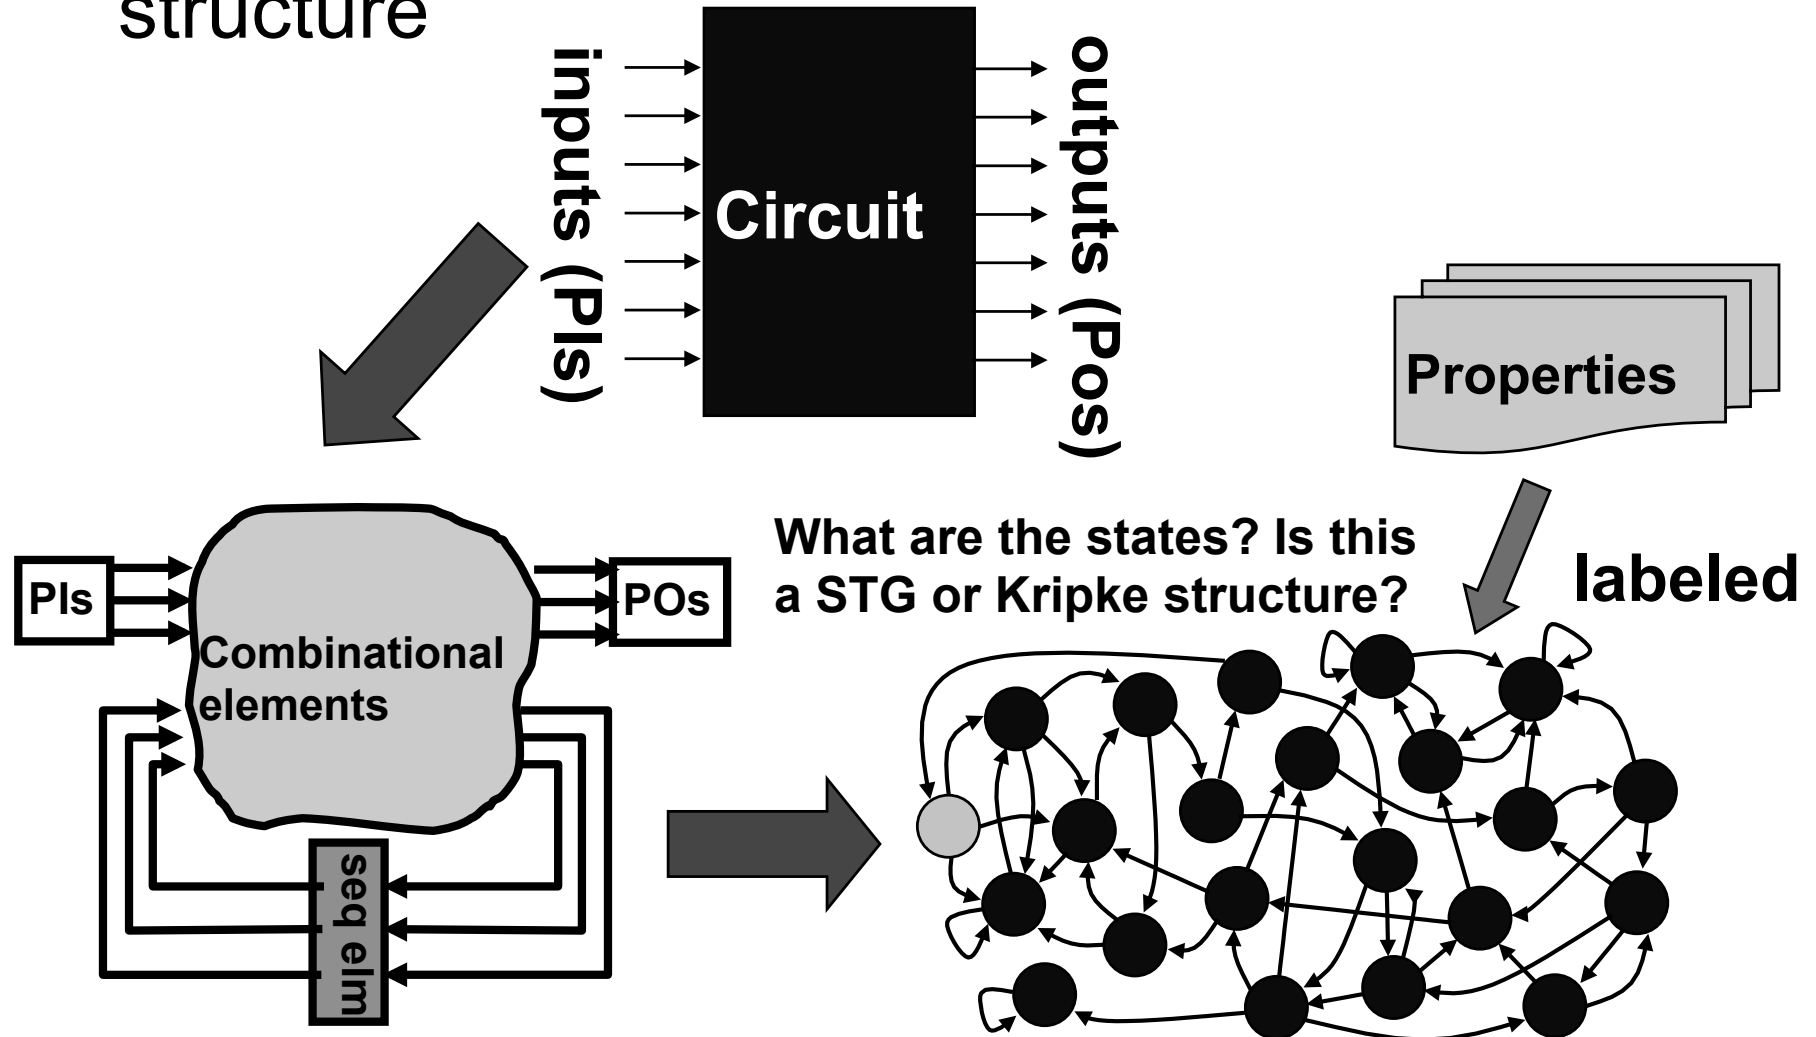 structure
inputs (PIs)
Circuit
outputs (Pos)
Properties
What are the states? Is this
a STG or Kripke structure?
labeled
PIs
Combinational
elements
POs
seq elm